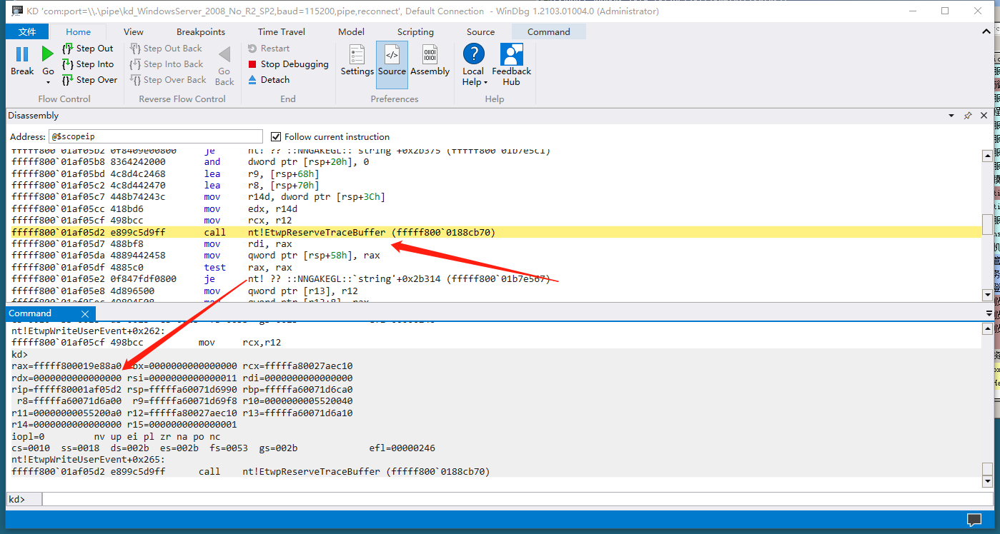 KD 'com:port=\\.\pipe\kd_WindowsServer_2008_No_R2_SP2,baud=115200,pipe,reconnect', Default Connection - WinDbg 1.2103.01004.0 (Administrator)
文件 Home View Breakpoints Time Travel Model Scripting Source Command
Break
Go
Step Out
Step Into
Step Over
Flow Control
Step Out Back
Step Into Back
Step Over Back
Go Back
Reverse Flow Control
Restart
Stop Debugging
Detach
End
Settings Source Assembly
Preferences
Local Help
Feedback Hub
Help
Disassembly
Address: @$scopeip Follow current instruction
fffff800`01af05b2 0f8409e00800 je nt! ?? ::NNGAKEGL::`string'+0x2b375 (fffff800`01b7e5c1)
fffff800`01af05b8 8364242000 and dword ptr [rsp+20h], 0
fffff800`01af05bd 4c8d4c2468 lea r9, [rsp+68h]
fffff800`01af05c2 4c8d442470 lea r8, [rsp+70h]
fffff800`01af05c7 448b74243c mov r14d, dword ptr [rsp+3Ch]
fffff800`01af05cc 418bd6 mov edx, r14d
fffff800`01af05cf 498bcc mov rcx, r12
fffff800`01af05d2 e899c5d9ff call nt!EtwpReserveTraceBuffer (fffff800`0188cb70)
fffff800`01af05d7 488bf8 mov rdi, rax
fffff800`01af05da 4889442458 mov qword ptr [rsp+58h], rax
fffff800`01af05df 4885c0 test rax, rax
fffff800`01af05e2 0f847fdf0800 je nt! ?? ::NNGAKEGL::`string'+0x2b314 (fffff800`01b7e567)
fffff800`01af05e8 4d896500 mov qword ptr [r13], r12
Command
nt!EtwpWriteUserEvent+0x262:
fffff800`01af05cf 498bcc mov rcx,r12
kd>
rax=fffff800019e88a0 rbx=0000000000000000 rcx=fffffa80027aec10
rdx=0000000000000000 rsi=0000000000000011 rdi=0000000000000000
rip=fffff80001af05d2 rsp=fffffa60071d6990 rbp=fffffa60071d6ca0
r8=fffffa60071d6a00 r9=fffffa60071d69f8 r10=0000000005520040
r11=00000000055200a0 r12=fffffa80027aec10 r13=fffffa60071d6a10
r14=0000000000000000 r15=0000000000000001
iopl=0 nv up ei pl zr na po nc
cs=0010 ss=0018 ds=002b es=002b fs=0053 gs=002b efl=00000246
nt!EtwpWriteUserEvent+0x265:
fffff800`01af05d2 e899c5d9ff call nt!EtwpReserveTraceBuffer (fffff800`0188cb70)
kd>